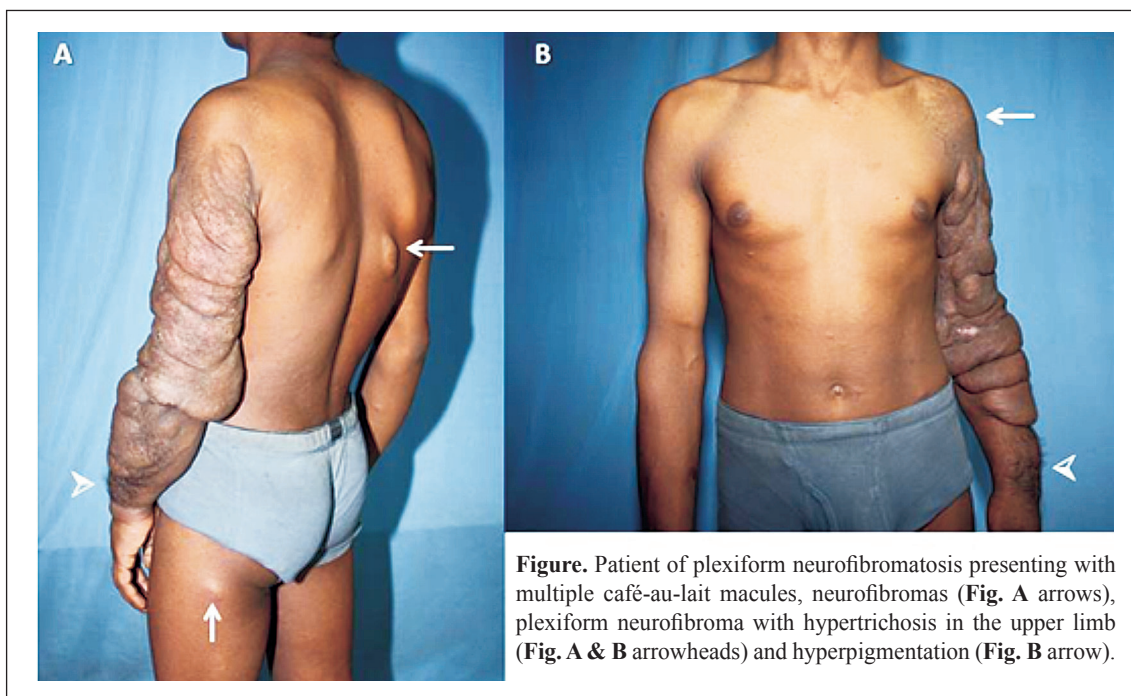 A
B
Figure. Patient of plexiform neurofibromatosis presenting with
multiple café-au-lait macules, neurofibromas (Fig. A arrows),
plexiform neurofibroma with hypertrichosis in the upper limb
(Fig. A & B arrowheads) and hyperpigmentation (Fig. B arrow).